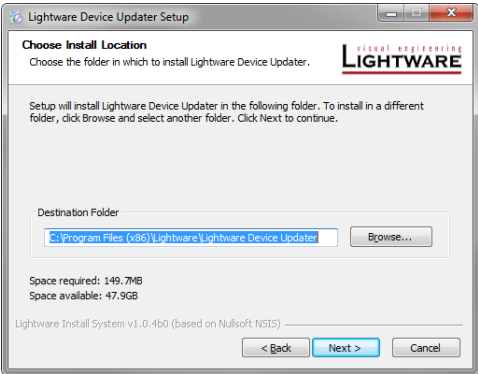 Lightware Device Updater Setup
Choose Install Location
Choose the folder in which to install Lightware Device Updater.
visual engineering
LIGHTWARE
Setup will install Lightware Device Updater in the following folder. To install in a different
folder, click Browse and select another folder. Click Next to continue.
Destination Folder
C:\Program Files (x86)\Lightware\Lightware Device Updater
Browse...
Space required: 149.7MB
Space available: 47.9GB
Lightware Install System v1.0.4b0 (based on Nullsoft NSIS)
< Back
Next >
Cancel